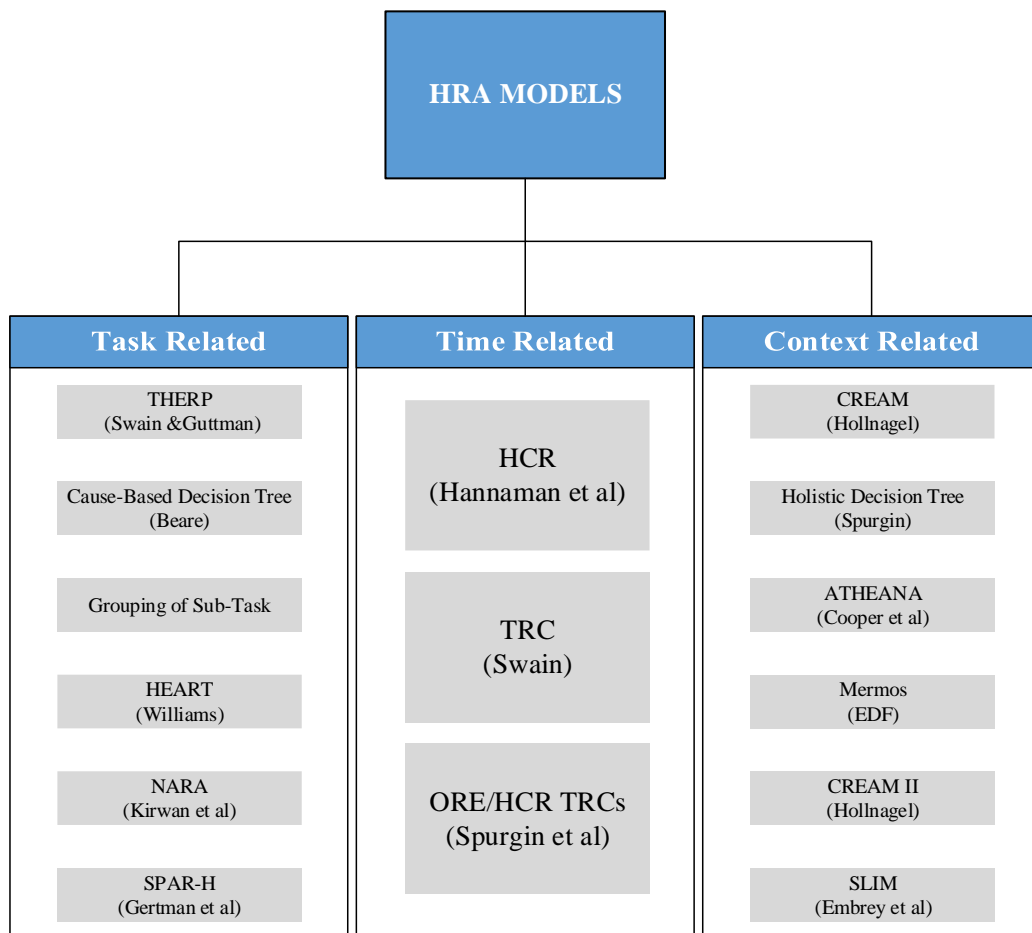 HRA MODELS
Task Related
THERP
(Swain &Guttman)
Cause-Based Decision Tree
(Beare)
Grouping of Sub-Task
HEART
(Williams)
NARA
(Kirwan et al)
SPAR-H
(Gertman et al)
Time Related
HCR
(Hannaman et al)
TRC
(Swain)
ORE/HCR TRCs
(Spurgin et al)
Context Related
CREAM
(Hollnagel)
Holistic Decision Tree
(Spurgin)
ATHEANA
(Cooper et al)
Mermos
(EDF)
CREAM II
(Hollnagel)
SLIM
(Embrey et al)